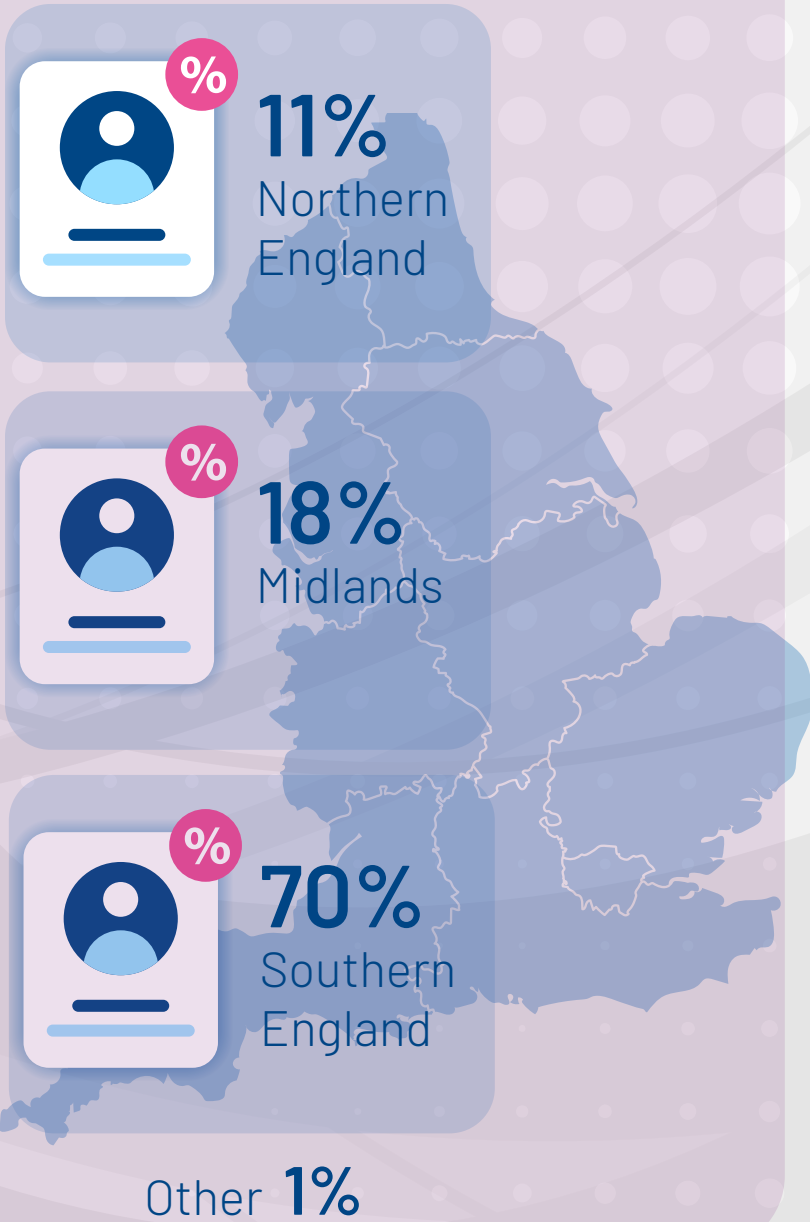 %
11%
Northern
England
%
18%
Midlands
%
70%
Southern
England
Other 1%